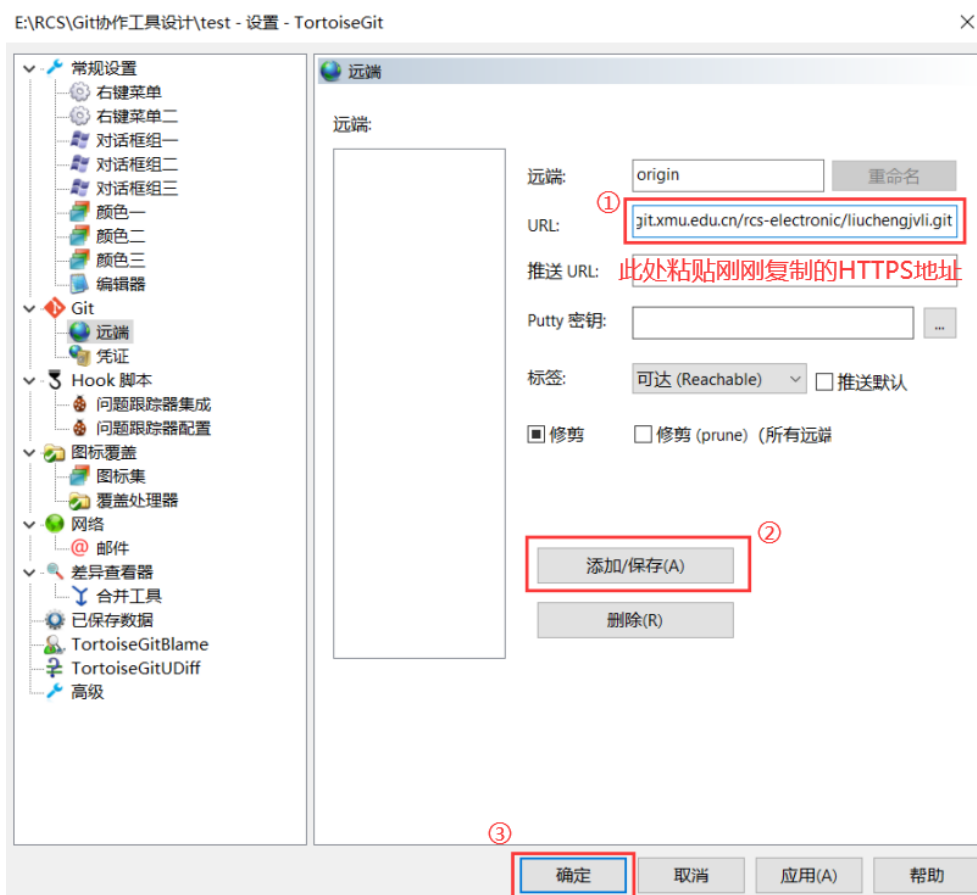 E:\RCS\Git协作工具设计\test - 设置 - TortoiseGit
常规设置
右键菜单
右键菜单二
对话框组一
对话框组二
对话框组三
颜色一
颜色二
颜色三
编辑器
Git
远端
凭证
Hook 脚本
问题跟踪器集成
问题跟踪器配置
图标覆盖
图标集
覆盖处理器
网络
邮件
差异查看器
合并工具
已保存数据
TortoiseGitBlame
TortoiseGitUDiff
高级
远端
远端:
远端: origin 重命名
① URL: git.xmu.edu.cn/rcs-electronic/liuchengjvli.git
推送 URL: 此处粘贴刚刚复制的HTTPS地址
Putty 密钥: ...
标签: 可达 (Reachable) 推送默认
修剪 修剪 (prune) (所有远端
②
添加/保存(A)
删除(R)
③
确定 取消 应用(A) 帮助